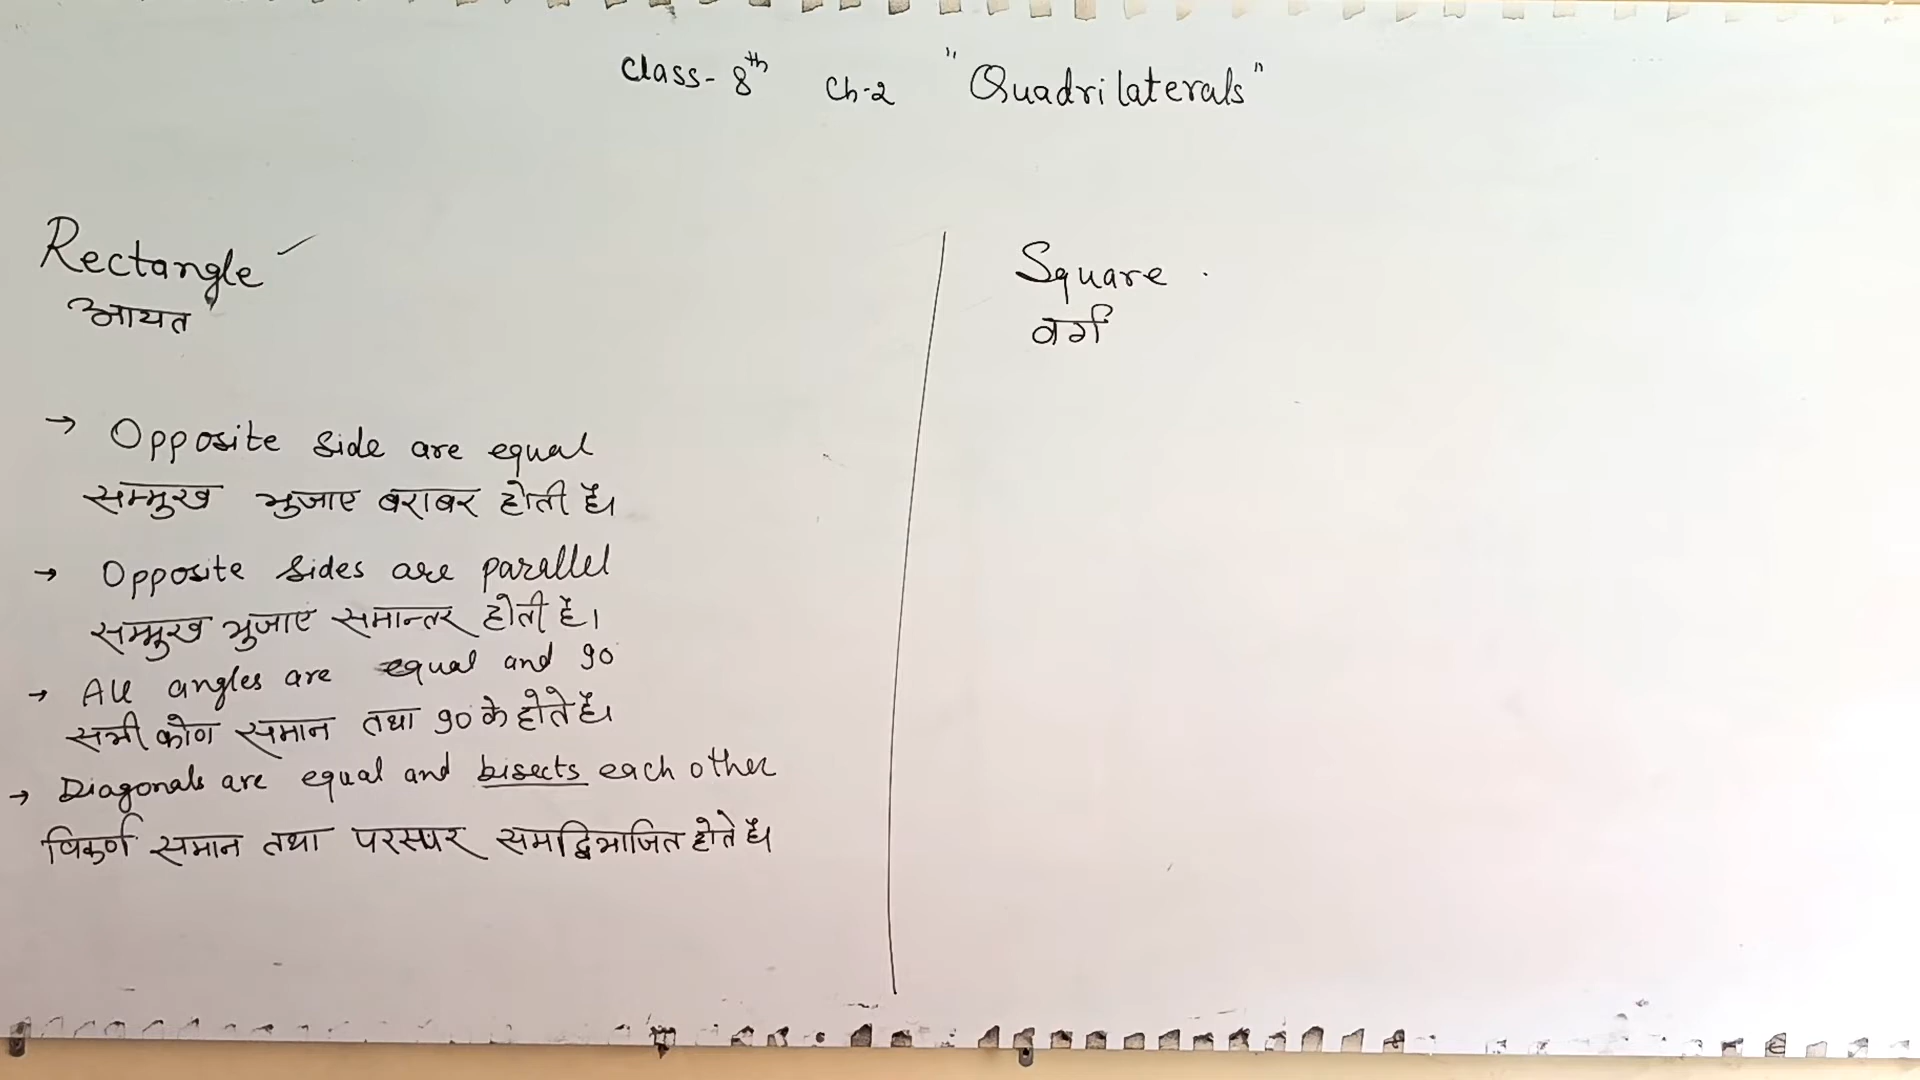 Class-8th Ch-2 "Quadrilaterals"
Rectangle
आयत
→ Opposite side are equal
सम्मुख भुजाए बराबर होती हैं।
→ Opposite sides are parallel
सम्मुख भुजाएं समान्तर होती हैं।
→ All angles are equal and 90
सभी कोण समान तथा 90 के होते हैं।
→ Diagonals are equal and bisects each other
विकर्ण समान तथा परस्पर समद्विभाजित होते हैं।
Square
वर्ग